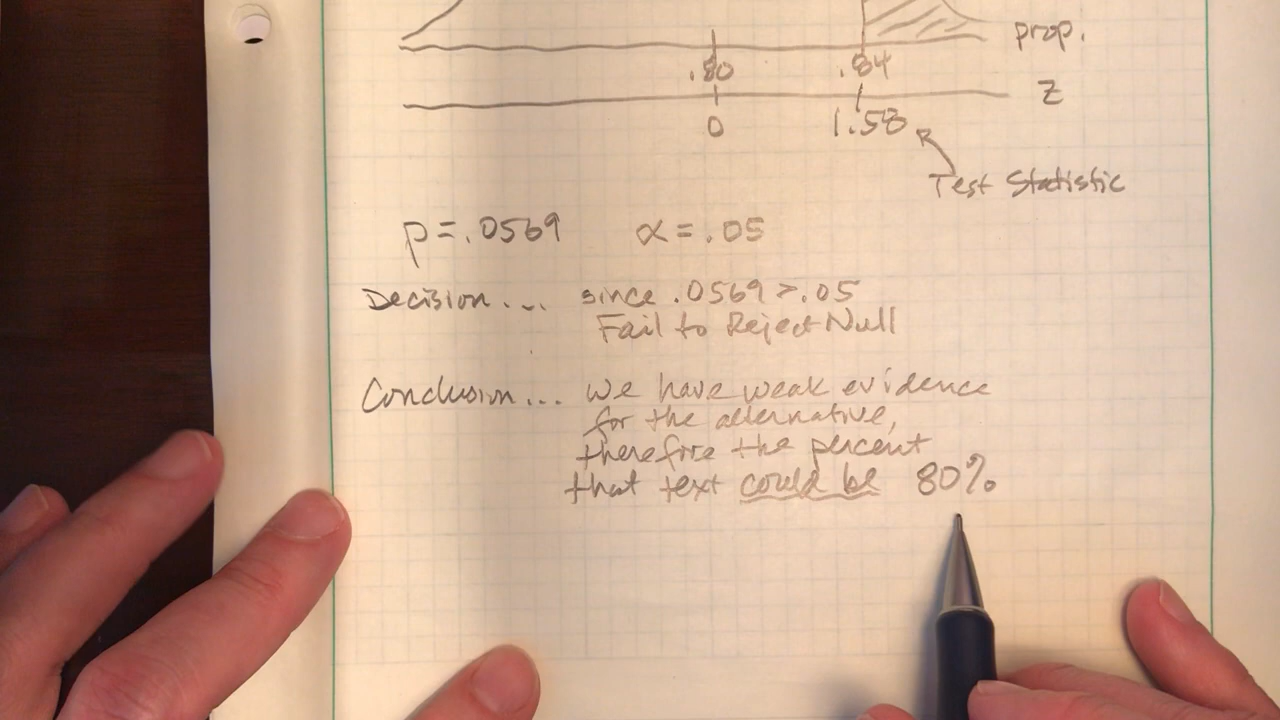 prop.
.80 .84
Z
0 1.58
Test Statistic
p=.0569 α=.05
Decision... since .0569 > .05
Fail to Reject Null
Conclusion... we have weak evidence
for the alternative,
therefore the percent
that text could be 80%